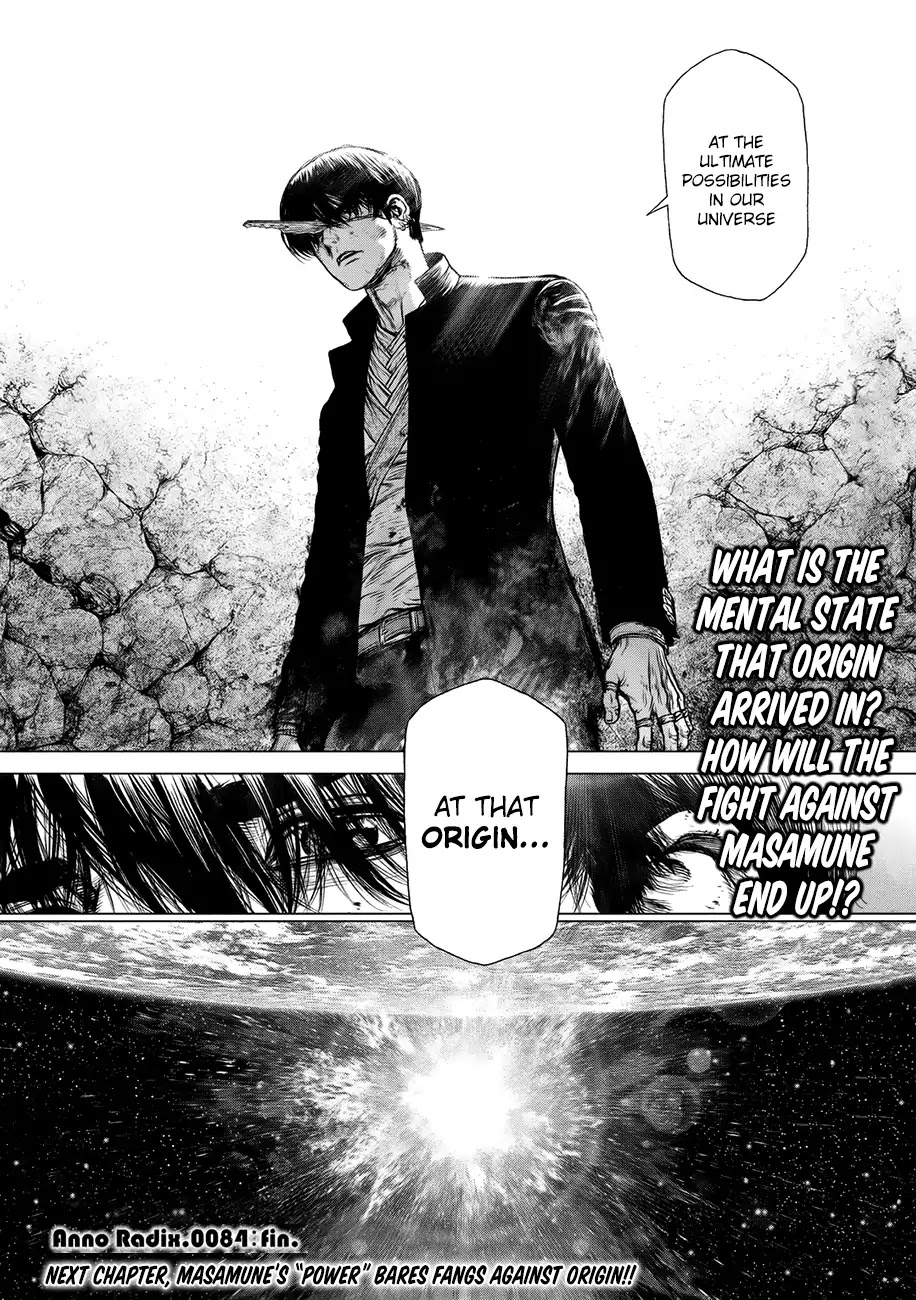 AT THE
ULTIMATE
POSSIBILITIES
IN OUR
UNIVERSE
WHAT IS THE
MENTAL STATE
THAT ORIGIN
ARRIVED IN?
HOW WILL THE
FIGHT AGAINST
MASAMUNE
END UP!?
AT THAT
ORIGIN...
Anno Radix.0084:fin.
NEXT CHAPTER, MASAMUNE'S "POWER" BARES FANGS AGAINST ORIGIN!!